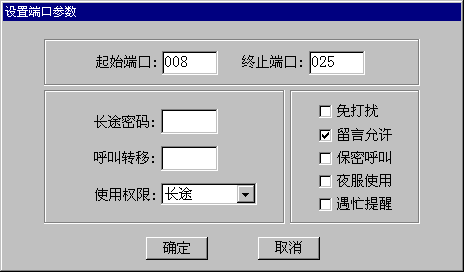 设置端口参数
起始端口: 008 终止端口: 025
长途密码:
呼叫转移:
使用权限: 长途
免打扰
留言允许
保密呼叫
夜服使用
遇忙提醒
确定 取消